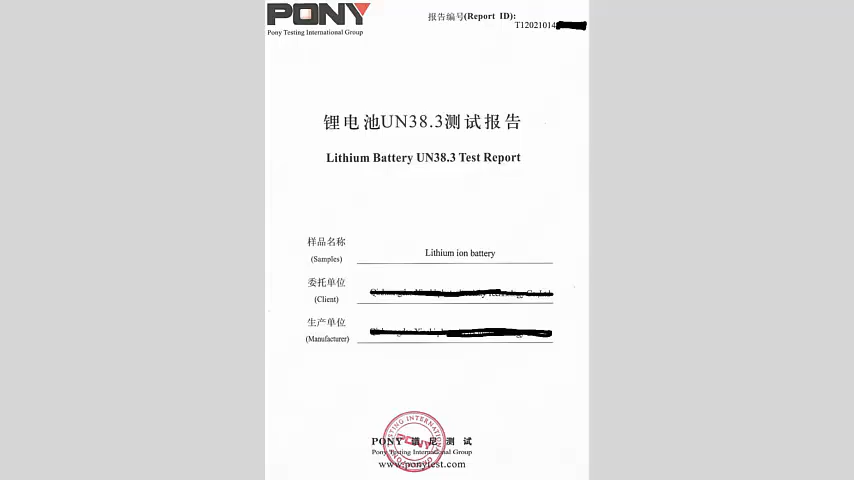 PONY
Pony Testing International Group
报告编号(Report ID):
T12021014
锂电池UN38.3测试报告
Lithium Battery UN38.3 Test Report
样品名称
(Samples)
Lithium ion battery
委托单位
(Client)
生产单位
(Manufacturer)
PONY 谱尼测试
Pony Testing International Group
www.ponytest.com